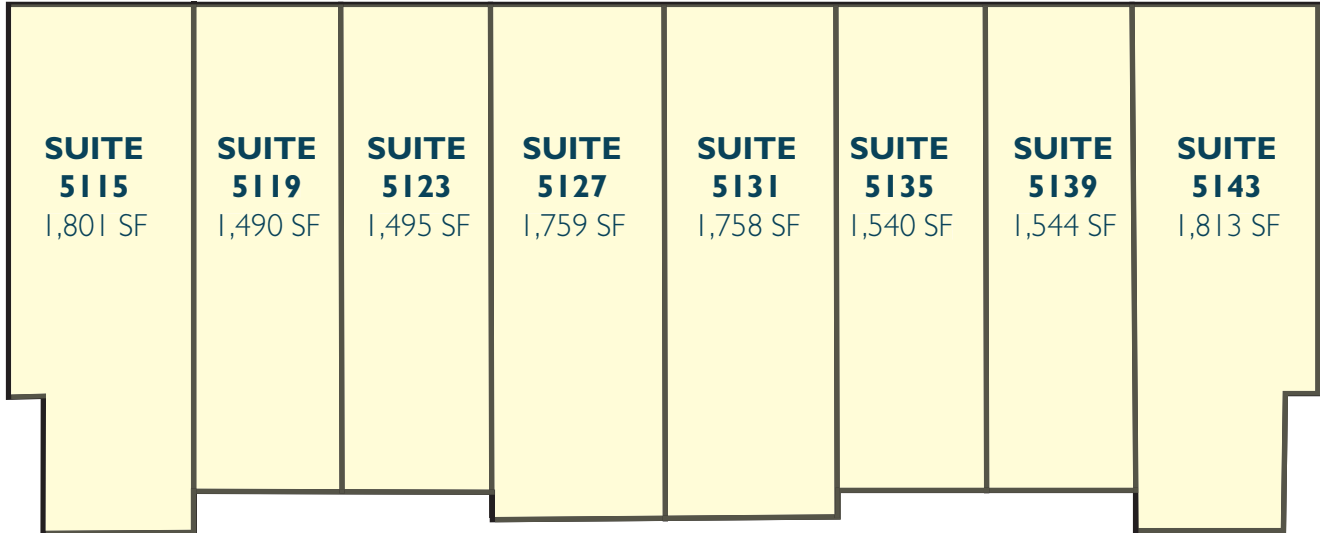 SUITE
5115
1,801 SF
SUITE
5119
1,490 SF
SUITE
5123
1,495 SF
SUITE
5127
1,759 SF
SUITE
5131
1,758 SF
SUITE
5135
1,540 SF
SUITE
5139
1,544 SF
SUITE
5143
1,813 SF